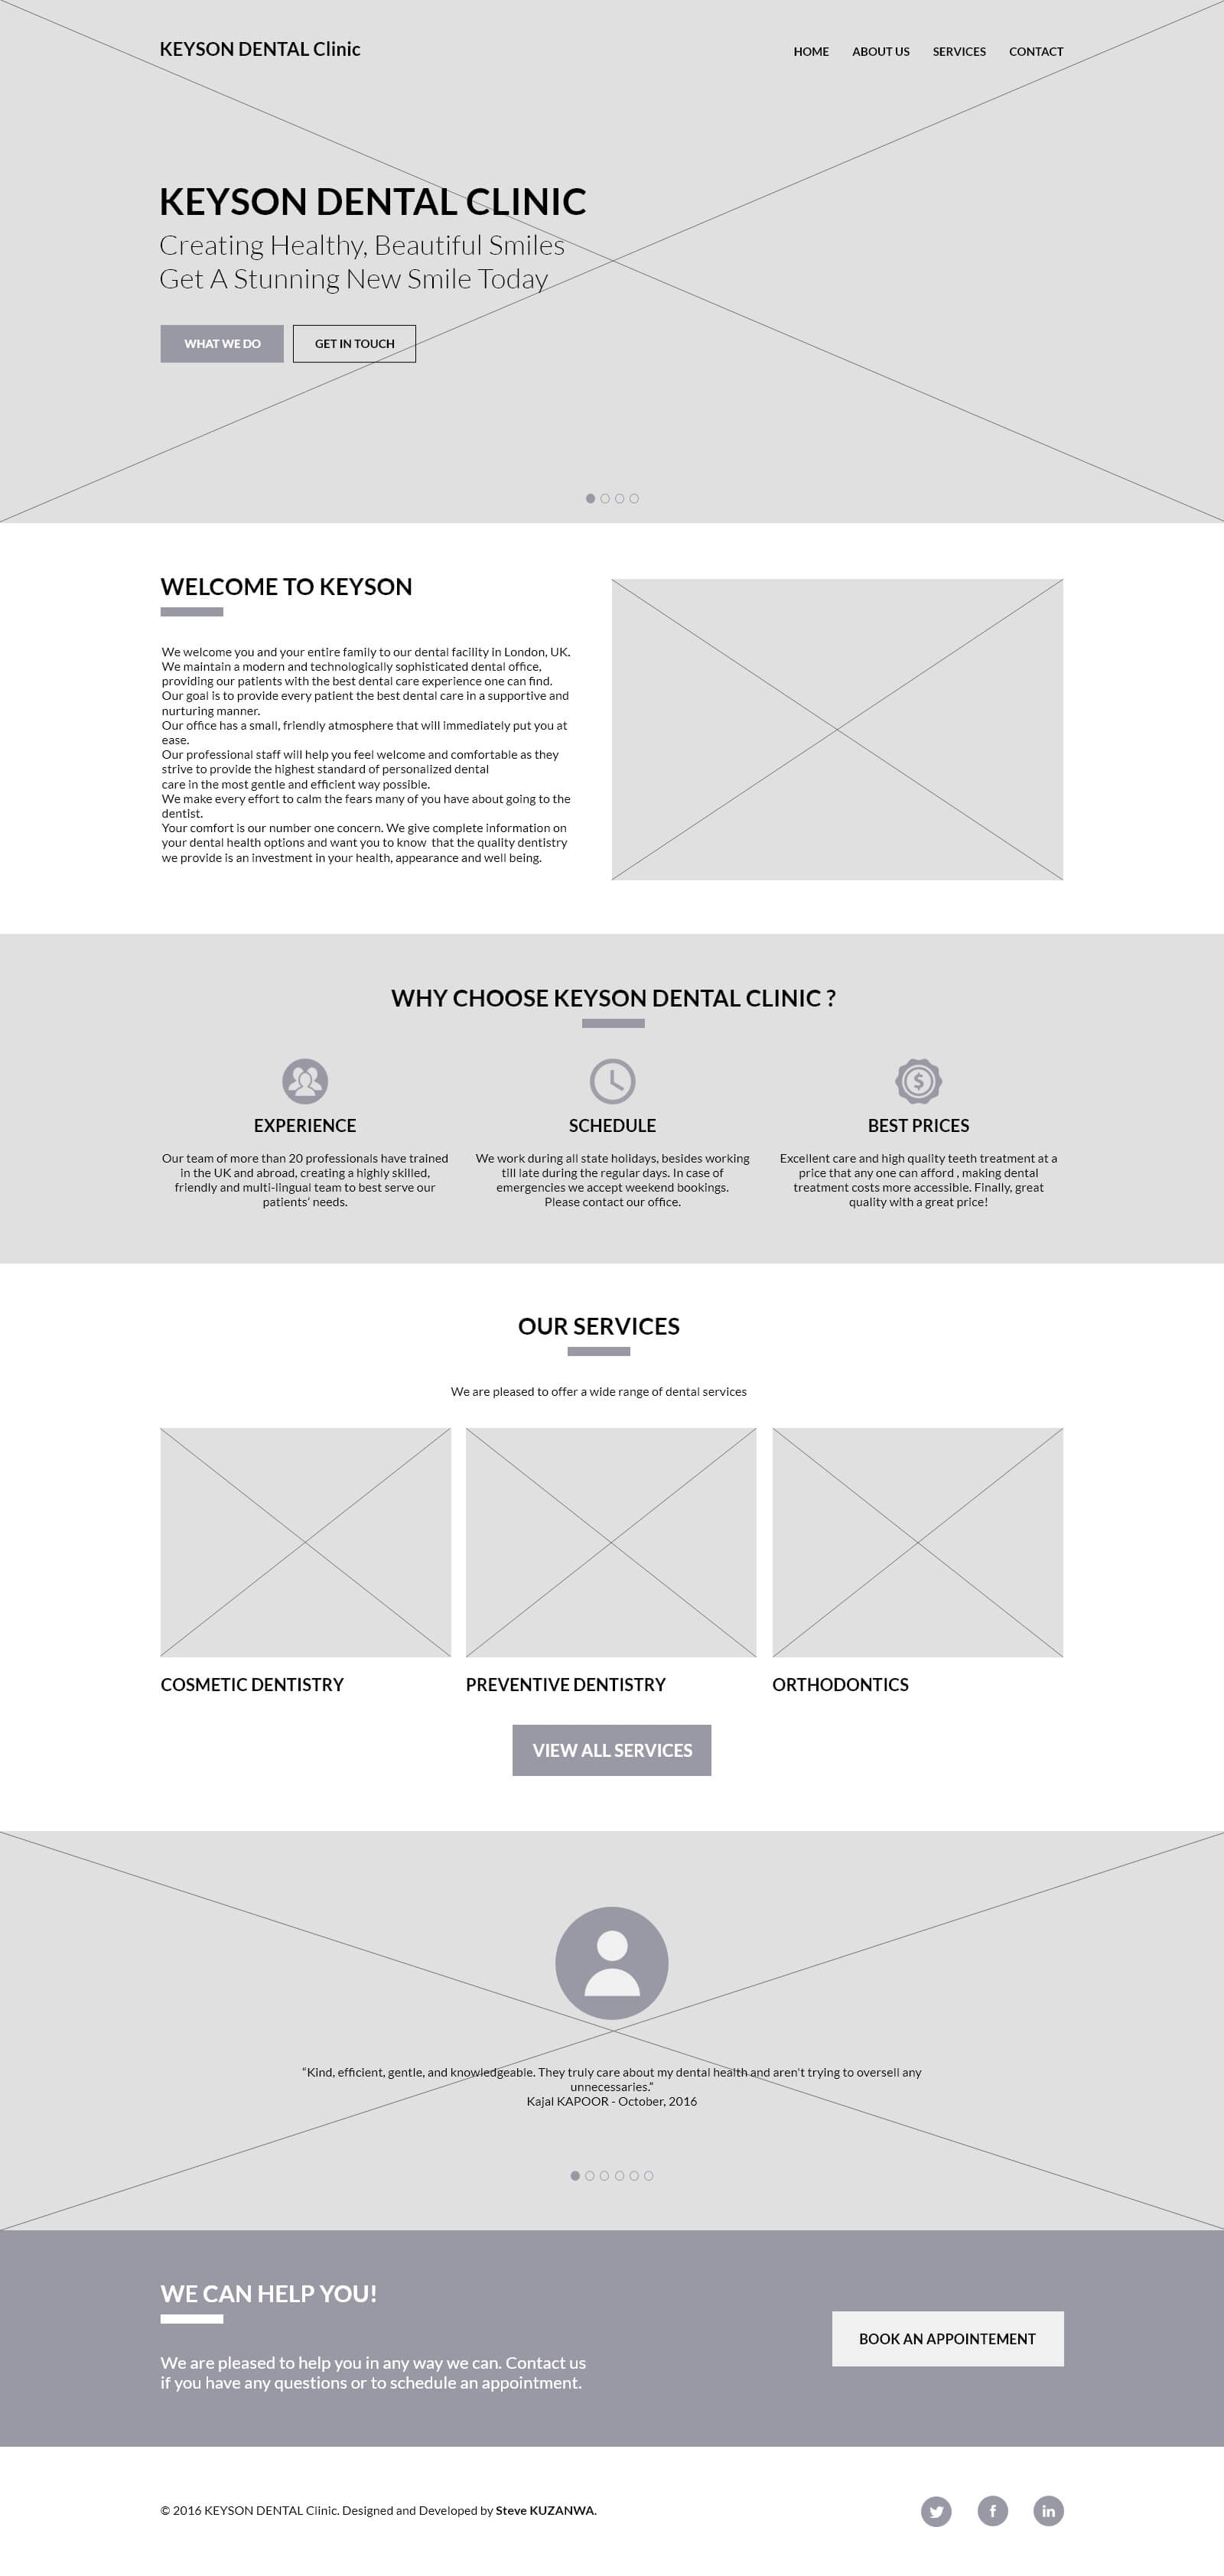 KEYSON DENTAL Clinic
HOME ABOUT US SERVICES CONTACT
KEYSON DENTAL CLINIC
Creating Healthy, Beautiful Smiles
Get A Stunning New Smile Today
WHAT WE DO
GET IN TOUCH
WELCOME TO KEYSON
We welcome you and your entire family to our dental facility in London, UK.
We maintain a modern and technologically sophisticated dental office,
providing our patients with the best dental care experience one can find.
Our goal is to provide every patient the best dental care in a supportive and
nurturing manner.
Our office has a small, friendly atmosphere that will immediately put you at
ease.
Our professional staff will help you feel welcome and comfortable as they
strive to provide the highest standard of personalized dental
care in the most gentle and efficient way possible.
We make every effort to calm the fears many of you have about going to the
dentist.
Your comfort is our number one concern. We give complete information on
your dental health options and want you to know  that the quality dentistry
we provide is an investment in your health, appearance and well being.
WHY CHOOSE KEYSON DENTAL CLINIC ?
$
EXPERIENCE
Our team of more than 20 professionals have trained
in the UK and abroad, creating a highly skilled,
friendly and multi-lingual team to best serve our
patients' needs.
SCHEDULE
We work during all state holidays, besides working
till late during the regular days. In case of
emergencies we accept weekend bookings.
Please contact our office.
BEST PRICES
Excellent care and high quality teeth treatment at a
price that any one can afford , making dental
treatment costs more accessible. Finally, great
quality with a great price!
OUR SERVICES
We are pleased to offer a wide range of dental services
COSMETIC DENTISTRY
PREVENTIVE DENTISTRY
ORTHODONTICS
VIEW ALL SERVICES
“Kind, efficient, gentle, and knowledgeable. They truly care about my dental health and aren't trying to oversell any
unnecessaries.”
Kajal KAPOOR - October, 2016
WE CAN HELP YOU!
We are pleased to help you in any way we can. Contact us
if you have any questions or to schedule an appointment.
BOOK AN APPOINTEMENT
© 2016 KEYSON DENTAL Clinic. Designed and Developed by Steve KUZANWA.
f
in